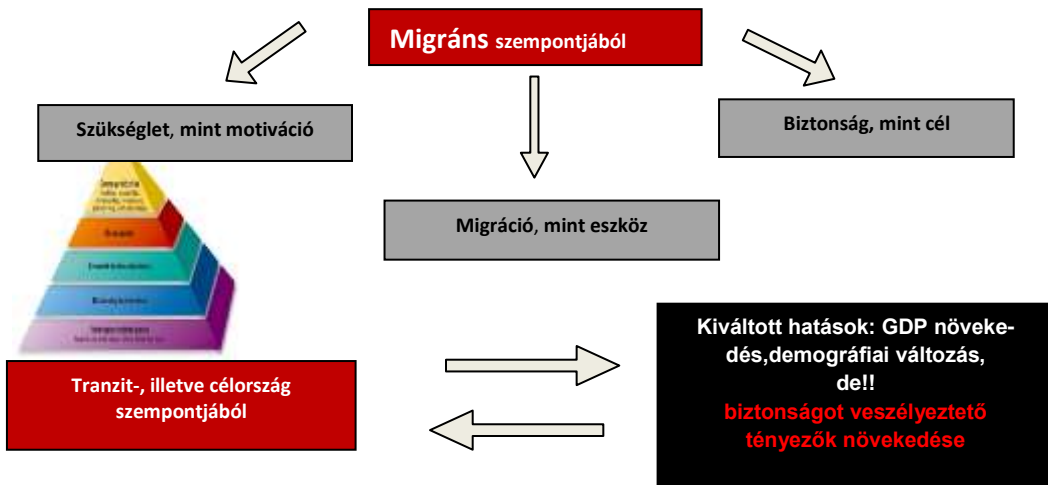 Migráns szempontjából
Szükséglet, mint motiváció
Biztonság, mint cél
Migráció, mint eszköz
Kiváltott hatások: GDP növeke-
dés,demográfiai változás,
de!!
biztonságot veszélyeztető
tényezők növekedése
Tranzit-, illetve célország
szempontjából